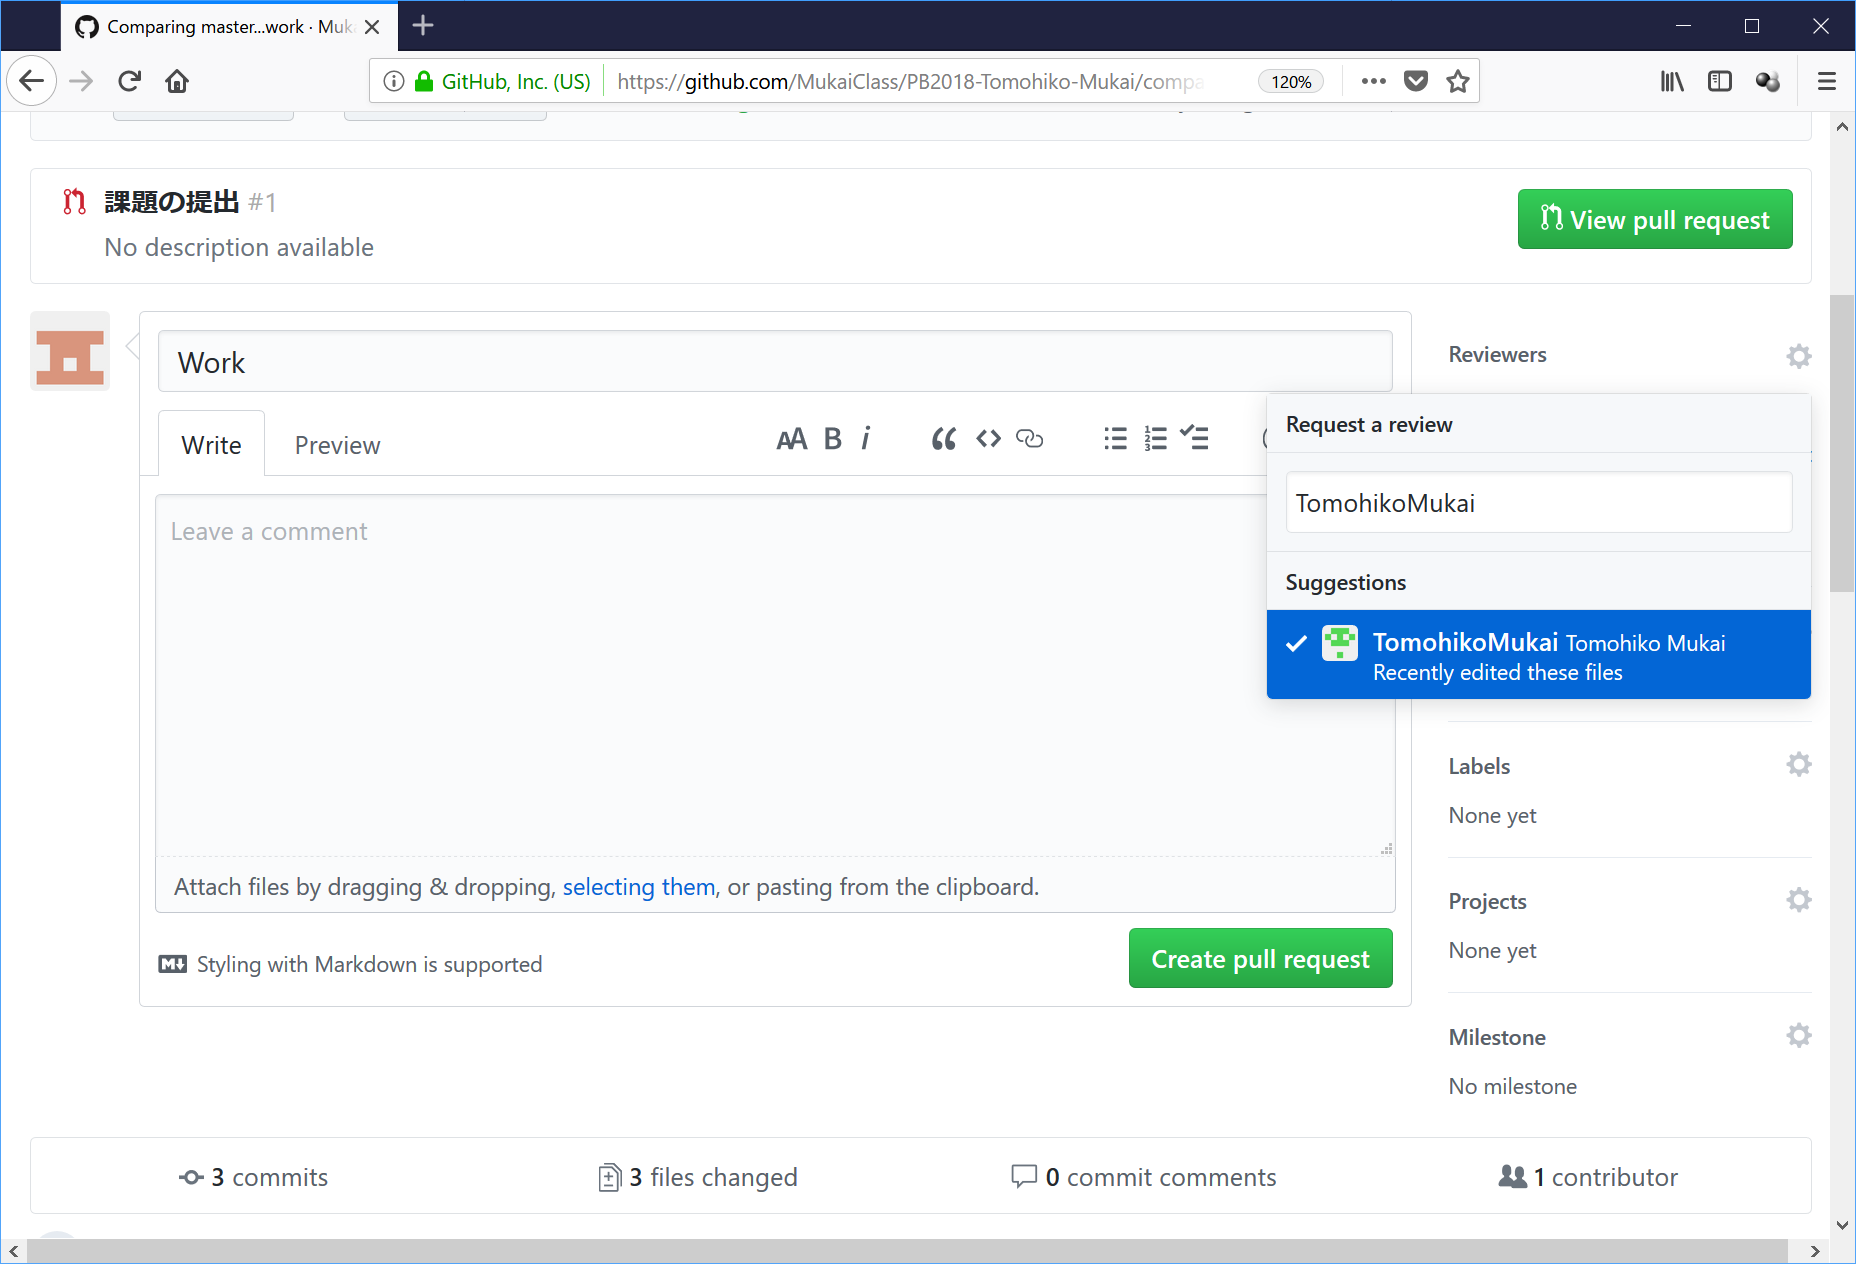 Comparing master...work · Muk
GitHub, Inc. (US)
https://github.com/MukaiClass/PB2018-Tomohiko-Mukai/compa
120%
課題の提出 #1
No description available
View pull request
Work
Reviewers
Write
Preview
AA B i
Request a review
TomohikoMukai
Leave a comment
Suggestions
TomohikoMukai Tomohiko Mukai
Recently edited these files
Labels
None yet
Attach files by dragging & dropping, selecting them, or pasting from the clipboard.
Projects
None yet
Styling with Markdown is supported
Create pull request
Milestone
No milestone
3 commits
3 files changed
0 commit comments
1 contributor